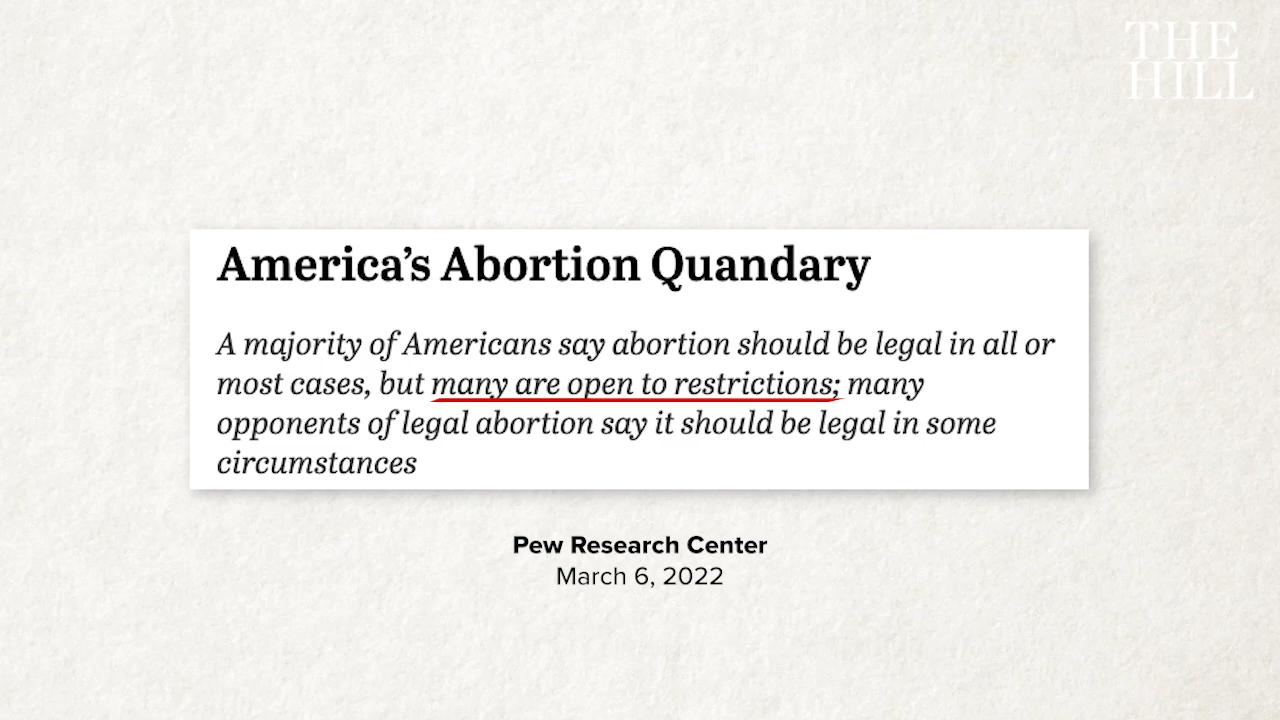 THE
HILL
America's Abortion Quandary
A majority of Americans say abortion should be legal in all or
most cases, but many are open to restrictions; many
opponents of legal abortion say it should be legal in some
circumstances
Pew Research Center
March 6, 2022